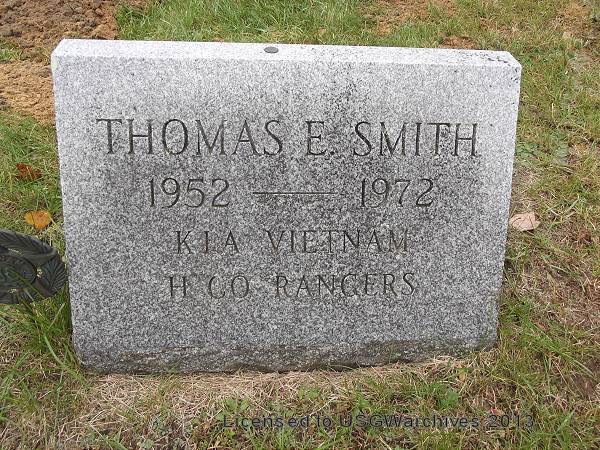 THOMAS E. SMITH
1952 — 1972
KIA VIETNAM
H CO RANGERS
Licensed to USGWarchives 2013